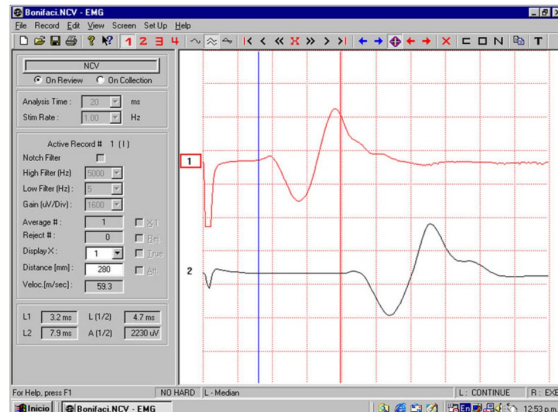 Bonifaci.NCV - EMG
File Record Edit View Screen Set Up Help
1 2 3 4
NCV
On Review On Collection
Analysis Time : 20 ms
Stim Rate : 1.00 Hz
Active Record # 1 ( I )
Notch Filter
High Filter (Hz) 5000
Low Filter (Hz) : 5
Gain (uV/Div) : 1600
Average # : 1
Reject # : 0
Display X : 1
Distance (mm) : 280
Veloc.(m/sec) : 59.3
L1 3.2 ms L (1/2) 4.7 ms
L2 7.9 ms A (1/2) 2230 uV
1
2
For Help, press F1 NO HARD L - Median L : CONTINUE R : EXE
Inicio Bonifaci.NCV - EMG En 12:53 p.m.